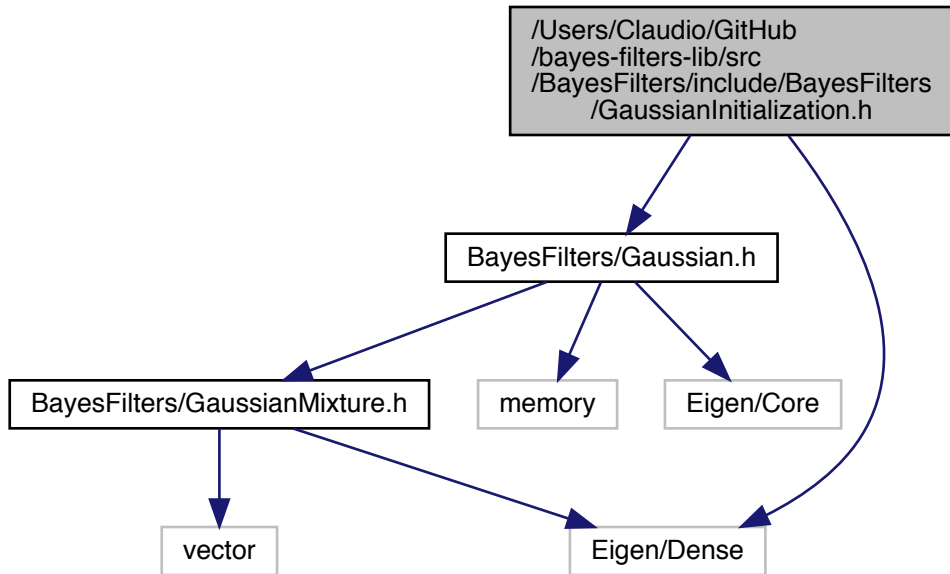 /Users/Claudio/GitHub
/bayes-filters-lib/src
/BayesFilters/include/BayesFilters
/GaussianInitialization.h
BayesFilters/Gaussian.h
BayesFilters/GaussianMixture.h
memory
Eigen/Core
vector
Eigen/Dense